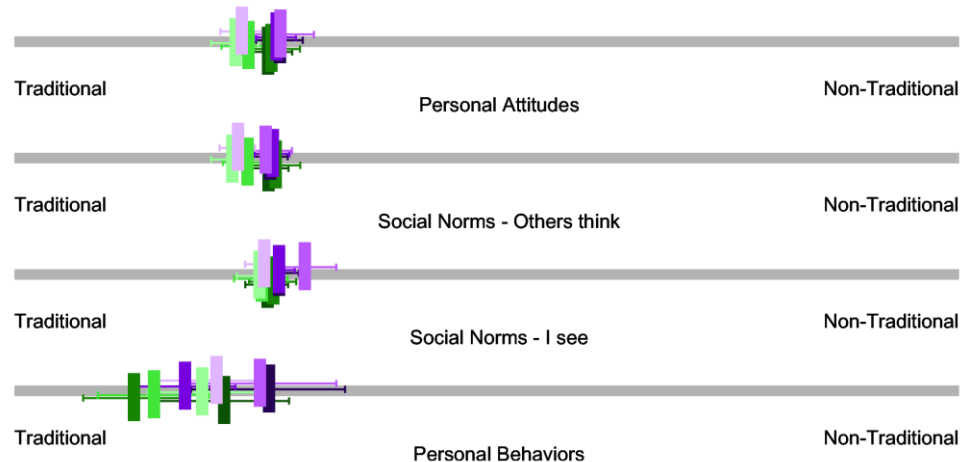 Traditional
Non-Traditional
Personal Attitudes
Traditional
Non-Traditional
Social Norms - Others think
Traditional
Non-Traditional
Social Norms - I see
Traditional
Non-Traditional
Personal Behaviors